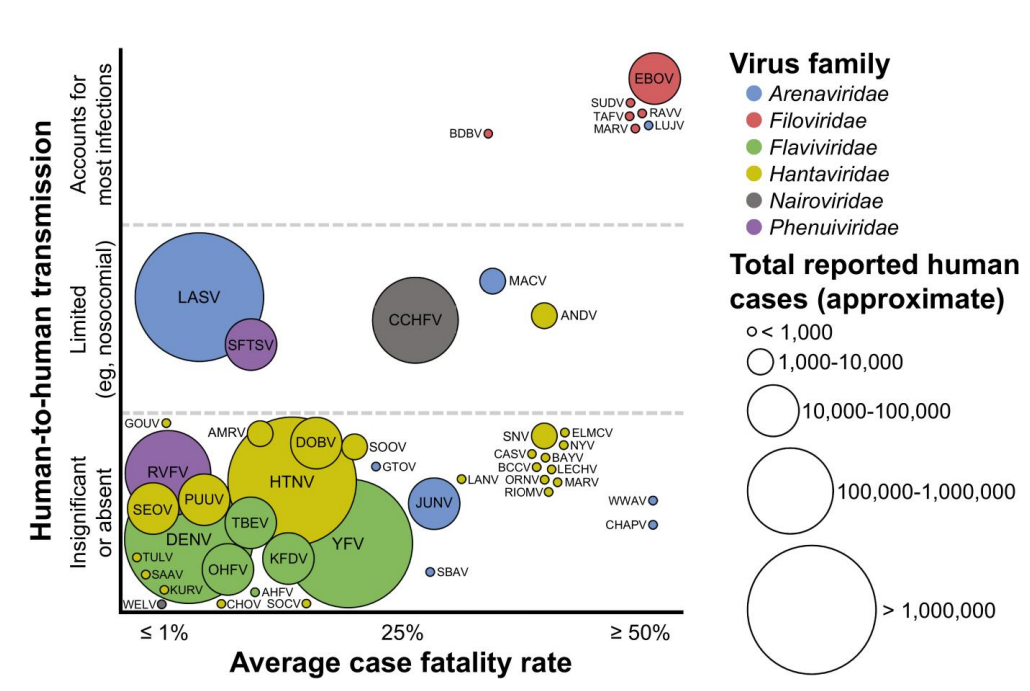 Human-to-human transmission
Accounts for
most infections
EBOV
SUDV
RAVV
TAFV
MARV
LUJV
BDBV
Limited
(eg, nosocomial)
LASV
SFTSV
CCHFV
MACV
ANDV
Insignificant
or absent
GOUV
AMRV
DOBV
SOOV
GTOV
RVFV
HTNV
PUUV
SEOV
TBEV
DENV
YFV
OHFV
KFDV
TULV
SAAV
KURV
AHFV
WELV
CHOV
SOCV
JUNV
LANV
SBAV
SNV
ELMCV
NYV
CASV
BAYV
BCCV
LECHV
ORNV
MARV
RIOMV
WWAV
CHAPV
≤ 1%
25%
≥ 50%
Average case fatality rate
Virus family
Arenaviridae
Filoviridae
Flaviviridae
Hantaviridae
Nairoviridae
Phenuiviridae
Total reported human
cases (approximate)
< 1,000
1,000-10,000
10,000-100,000
100,000-1,000,000
> 1,000,000